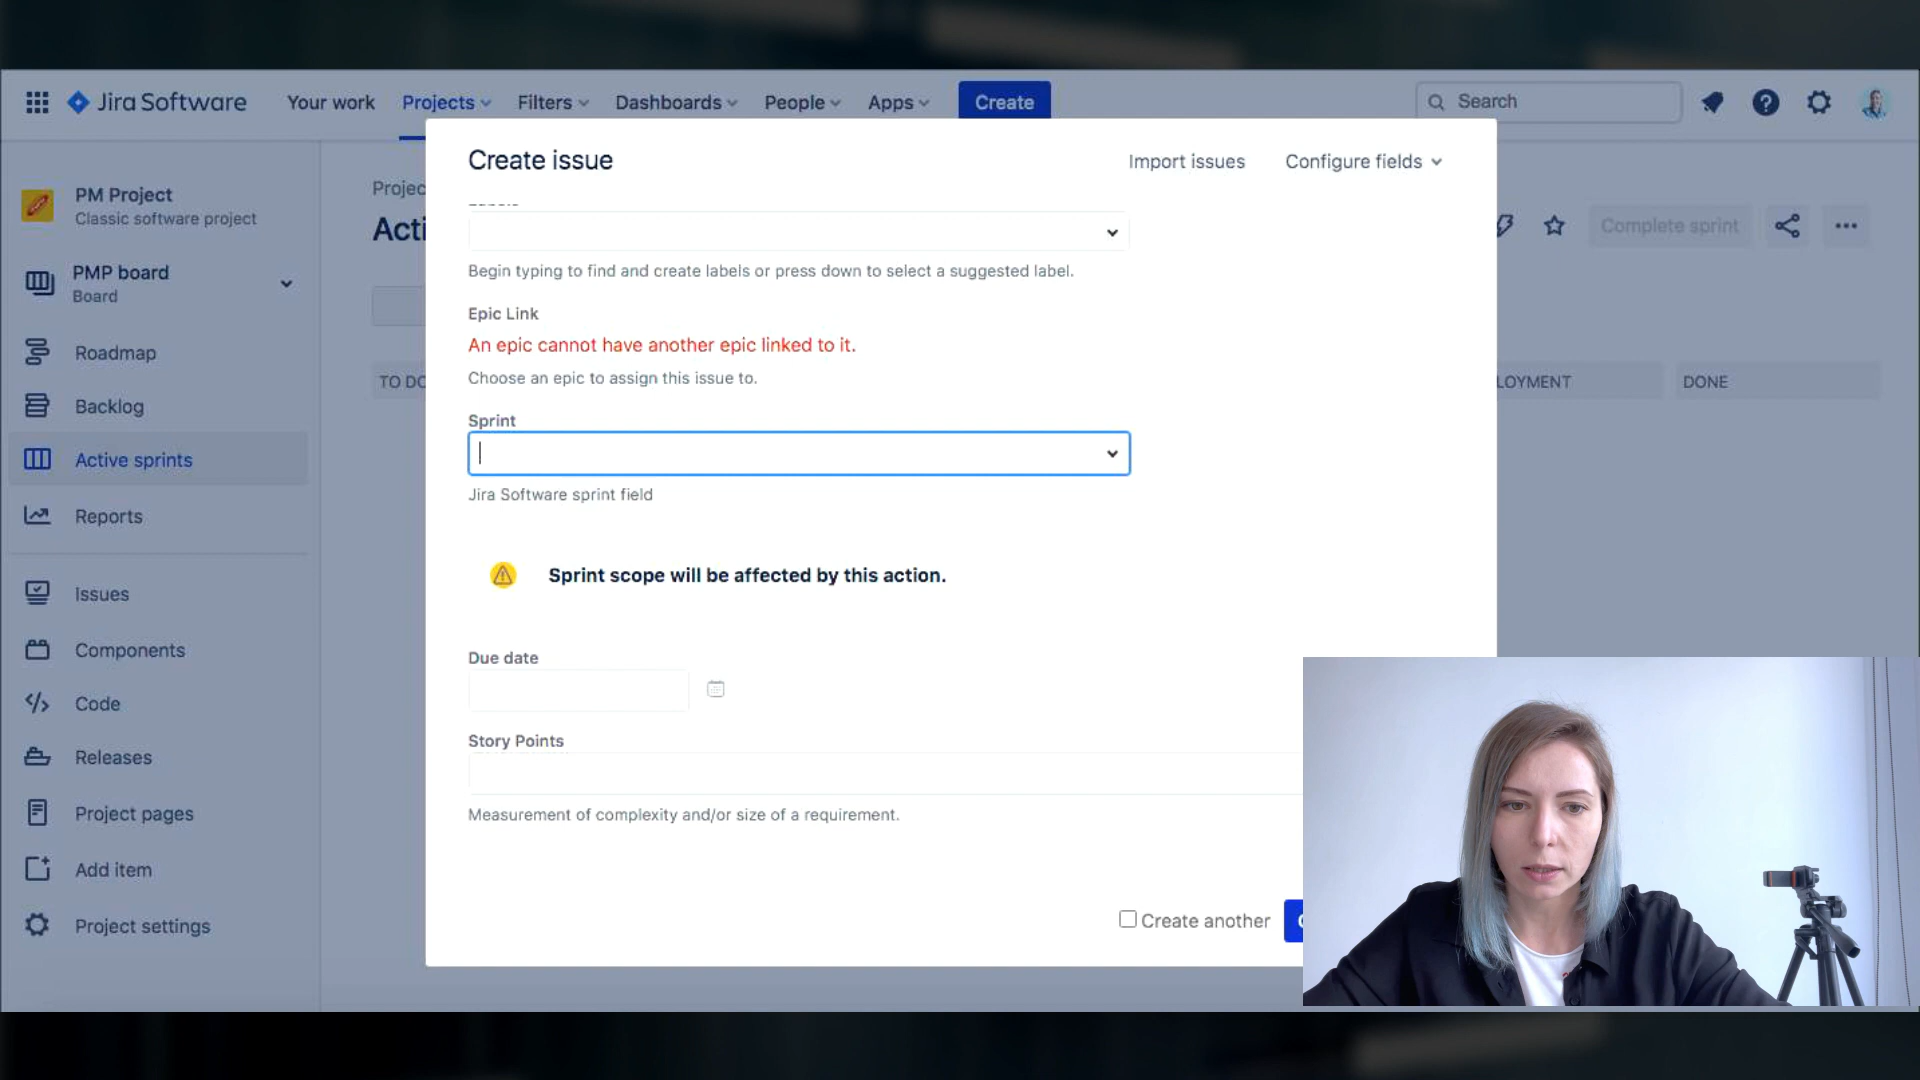 Jira Software
Your work
Projects
Filters
Dashboards
People
Apps
Create
Search
PM Project
Classic software project
PMP board
Board
Roadmap
Backlog
Active sprints
Reports
Issues
Components
Code
Releases
Project pages
Add item
Project settings
Projec
Acti
Complete sprint
TO DO
LOYMENT
DONE
Create issue
Import issues
Configure fields
Begin typing to find and create labels or press down to select a suggested label.
Epic Link
An epic cannot have another epic linked to it.
Choose an epic to assign this issue to.
Sprint
Jira Software sprint field
Sprint scope will be affected by this action.
Due date
Story Points
Measurement of complexity and/or size of a requirement.
Create another